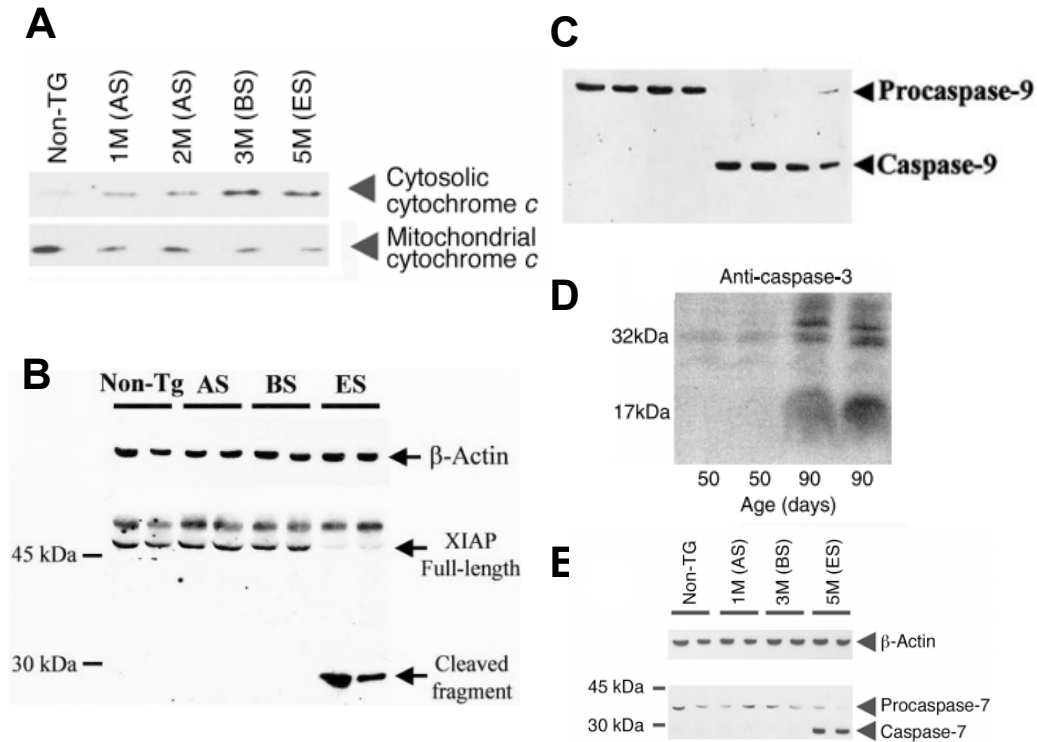 A
Non-TG
1M (AS)
2M (AS)
3M (BS)
5M (ES)
Cytosolic
cytochrome c
Mitochondrial
cytochrome c
B
Non-Tg AS BS ES
β-Actin
XIAP
Full-length
45 kDa
30 kDa
Cleaved
fragment
C
Procaspase-9
Caspase-9
D
Anti-caspase-3
32kDa
17kDa
50 50 90 90
Age (days)
E
Non-TG
1M (AS)
3M (BS)
5M (ES)
β-Actin
45 kDa
Procaspase-7
30 kDa
Caspase-7